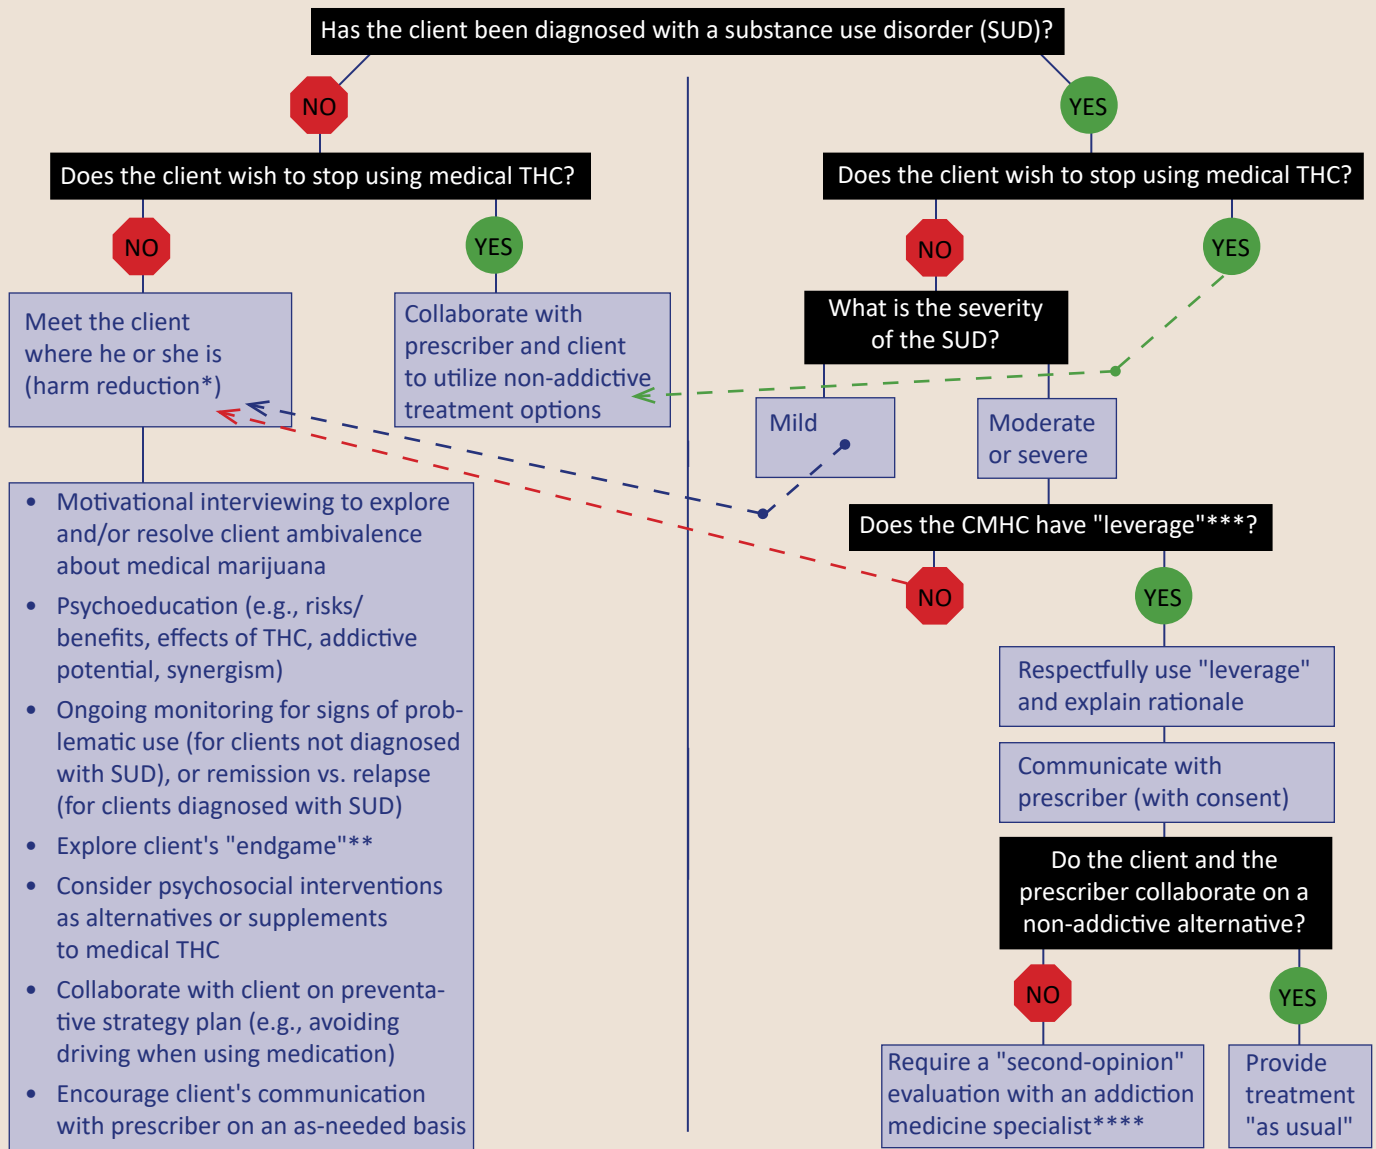 Has the client been diagnosed with a substance use disorder (SUD)?
NO
YES
Does the client wish to stop using medical THC?
Does the client wish to stop using medical THC?
NO
YES
NO
YES
Meet the client
where he or she is
(harm reduction*)
Collaborate with
prescriber and client
to utilize non-addictive
treatment options
What is the severity
of the SUD?
Mild
Moderate
or severe
• Motivational interviewing to explore
and/or resolve client ambivalence
about medical marijuana
• Psychoeducation (e.g., risks/
benefits, effects of THC, addictive
potential, synergism)
• Ongoing monitoring for signs of prob-
lematic use (for clients not diagnosed
with SUD), or remission vs. relapse
(for clients diagnosed with SUD)
• Explore client's "endgame"**
• Consider psychosocial interventions
as alternatives or supplements
to medical THC
• Collaborate with client on preventa-
tive strategy plan (e.g., avoiding
driving when using medication)
• Encourage client's communication
with prescriber on an as-needed basis
Does the CMHC have "leverage"***?
NO
YES
Respectfully use "leverage"
and explain rationale
Communicate with
prescriber (with consent)
Do the client and the
prescriber collaborate on a
non-addictive alternative?
NO
YES
Require a "second-opinion"
evaluation with an addiction
medicine specialist****
Provide
treatment
"as usual"